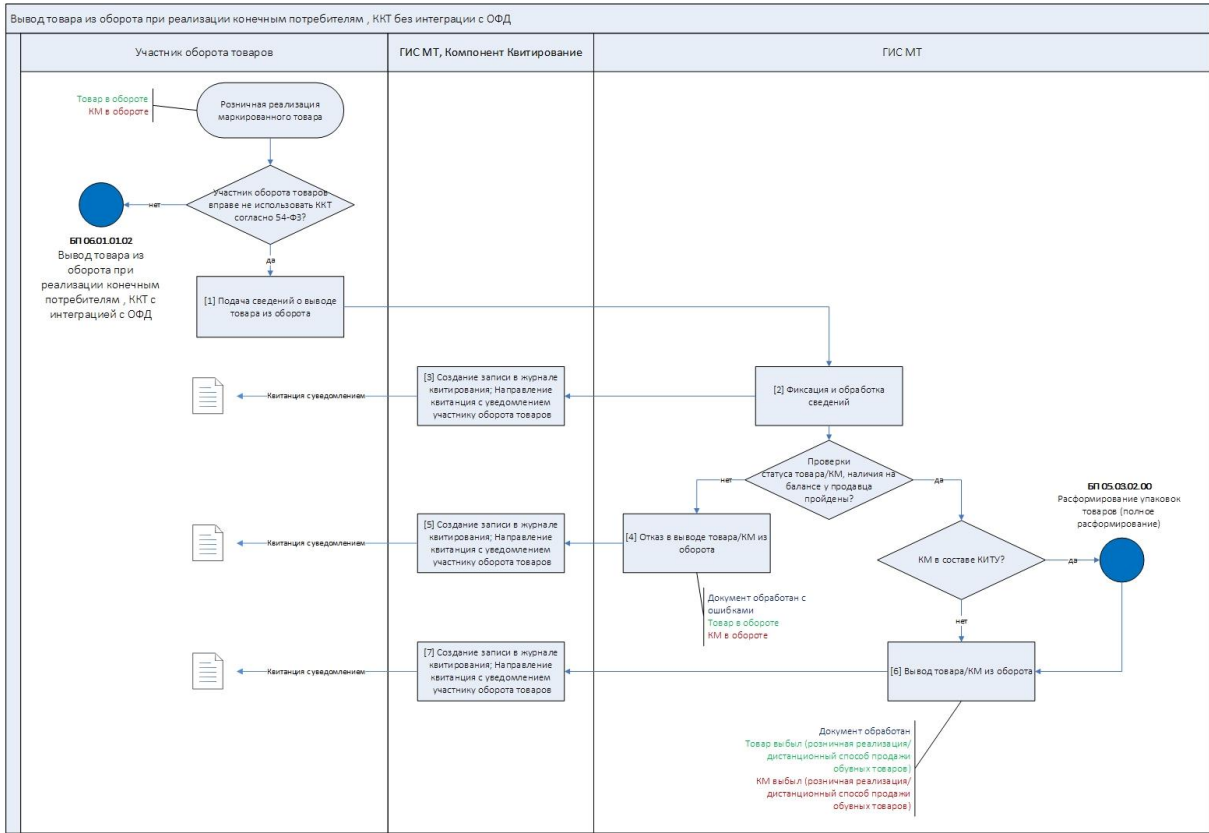 Вывод товара из оборота при реализации конечным потребителям , ККТ без интеграции с ОФД
Участник оборота товаров
ГИС МТ, Компонент Квитирование
ГИС МТ
Товар в обороте
КМ в обороте
Розничная реализация
маркированного товара
Участник оборота товаров
вправе не использовать ККТ
согласно 54-ФЗ?
нет
да
БП 06.01.01.02
Вывод товара из
оборота при
реализации конечным
потребителям , ККТ с
интеграцией с ОФД
[1] Подача сведений о выводе
товара из оборота
[2] Фиксация и обработка
сведений
[3] Создание записи в журнале
квитирования; Направление
квитанция с уведомлением
участнику оборота товаров
Квитанция с уведомлением
Проверки
статуса товара/КМ, наличия на
балансе у продавца
пройдены?
нет
да
БП 05.03.02.00
Расформирование упаковок
товаров (полное
расформирование)
[4] Отказ в выводе товара/КМ из
оборота
[5] Создание записи в журнале
квитирования; Направление
квитанция с уведомлением
участнику оборота товаров
Квитанция с уведомлением
КМ в составе КИТУ?
да
нет
Документ обработан с
ошибками
Товар в обороте
КМ в обороте
[6] Вывод товара/КМ из оборота
[7] Создание записи в журнале
квитирования; Направление
квитанция с уведомлением
участнику оборота товаров
Квитанция с уведомлением
Документ обработан
Товар выбыл (розничная реализация/
дистанционный способ продажи
обувных товаров)
КМ выбыл (розничная реализация/
дистанционный способ продажи
обувных товаров)